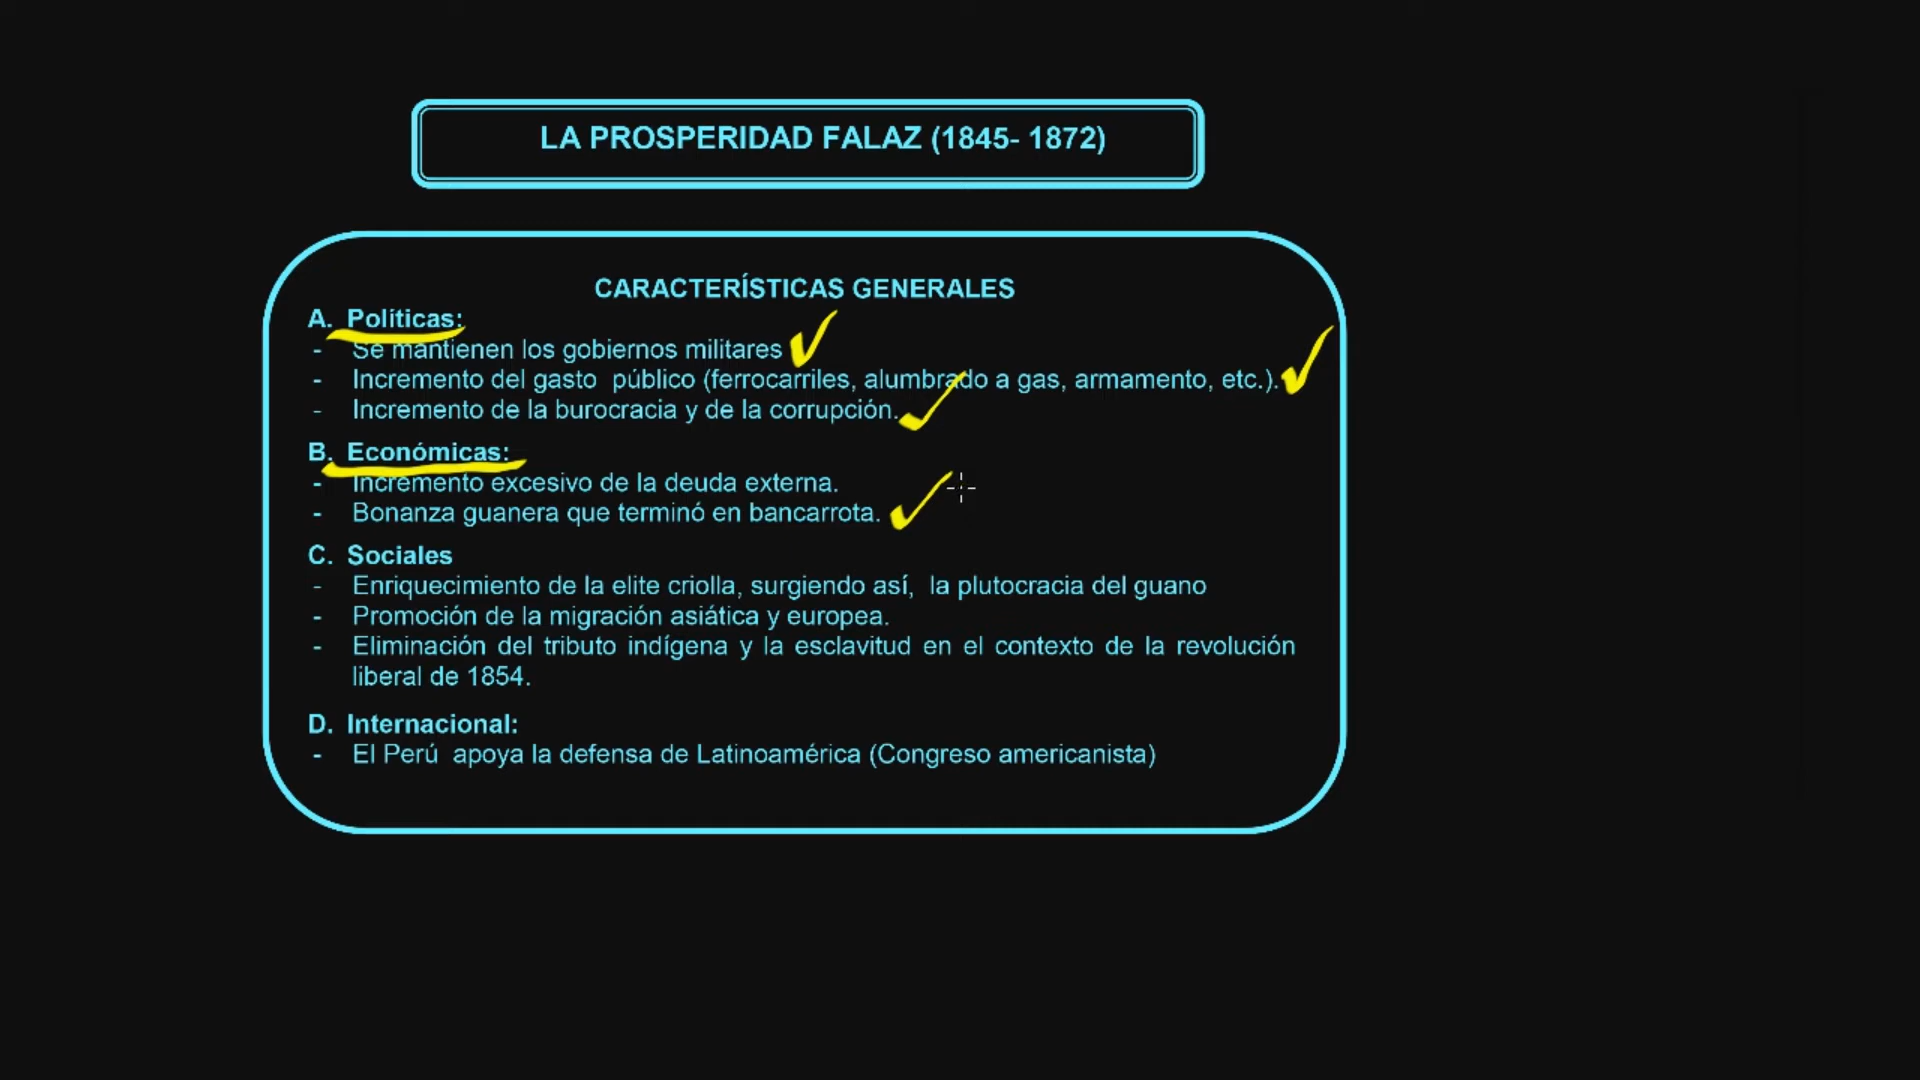 LA PROSPERIDAD FALAZ (1845- 1872)
CARACTERÍSTICAS GENERALES
A. Políticas:
- Se mantienen los gobiernos militares
- Incremento del gasto público (ferrocarriles, alumbrado a gas, armamento, etc.).
- Incremento de la burocracia y de la corrupción.
B. Económicas:
- Incremento excesivo de la deuda externa.
- Bonanza guanera que terminó en bancarrota.
C. Sociales
- Enriquecimiento de la elite criolla, surgiendo así, la plutocracia del guano
- Promoción de la migración asiática y europea.
- Eliminación del tributo indígena y la esclavitud en el contexto de la revolución
liberal de 1854.
D. Internacional:
- El Perú apoya la defensa de Latinoamérica (Congreso americanista)